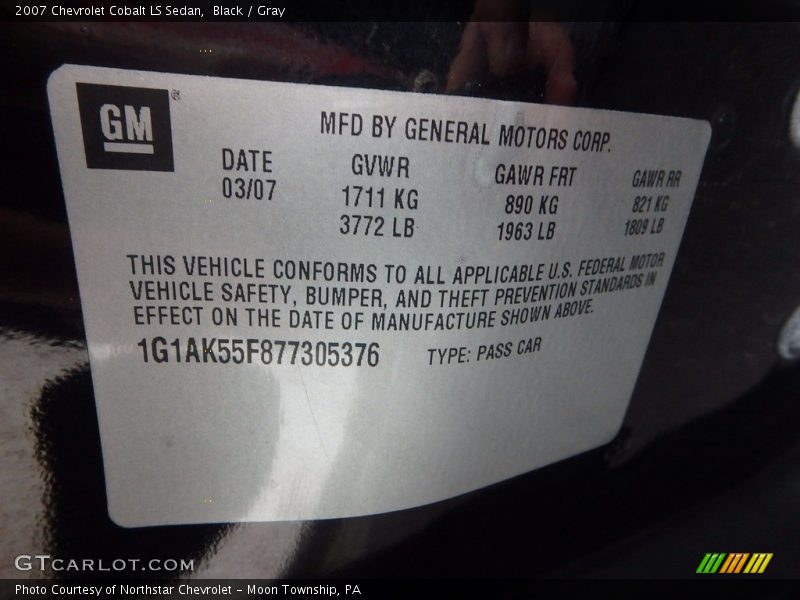 2007 Chevrolet Cobalt LS Sedan, Black / Gray
GM ®
MFD BY GENERAL MOTORS CORP.
DATE GVWR GAWR FRT GAWR RR
03/07 1711 KG 890 KG 821 KG
3772 LB 1963 LB 1809 LB
THIS VEHICLE CONFORMS TO ALL APPLICABLE U.S. FEDERAL MOTOR
VEHICLE SAFETY, BUMPER, AND THEFT PREVENTION STANDARDS IN
EFFECT ON THE DATE OF MANUFACTURE SHOWN ABOVE.
1G1AK55F877305376 TYPE: PASS CAR
GTCARLOT.COM
Photo Courtesy of Northstar Chevrolet - Moon Township, PA